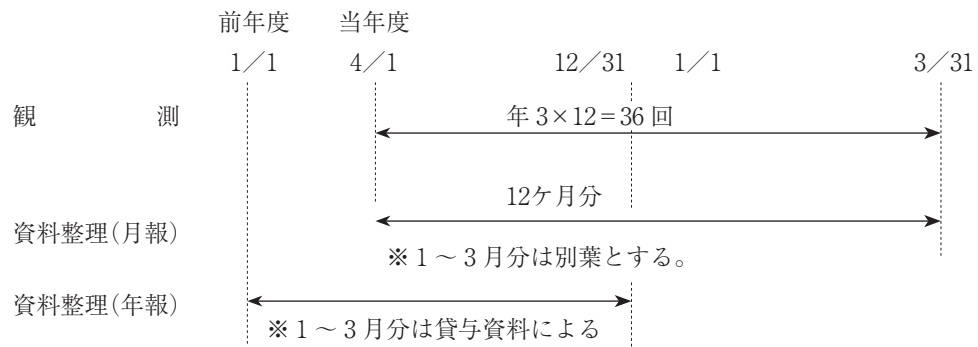 前年度 当年度
1／1 4／1 12／31 1／1 3／31
観測 年3×12＝36回
12ケ月分
資料整理（月報）
※1～3月分は別葉とする。
資料整理（年報）
※1～3月分は貸与資料による